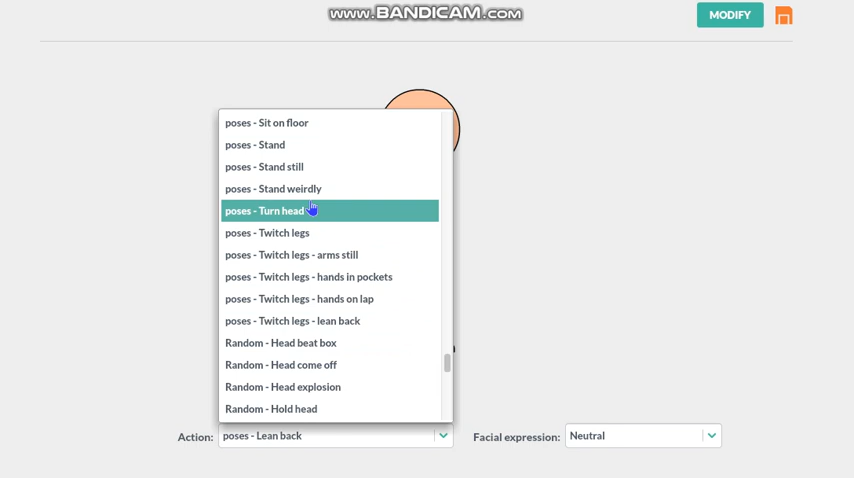 www.BANDICAM.com
MODIFY
poses - Sit on floor
poses - Stand
poses - Stand still
poses - Stand weirdly
poses - Turn head
poses - Twitch legs
poses - Twitch legs - arms still
poses - Twitch legs - hands in pockets
poses - Twitch legs - hands on lap
poses - Twitch legs - lean back
Random - Head beat box
Random - Head come off
Random - Head explosion
Random - Hold head
Action: poses - Lean back Facial expression: Neutral